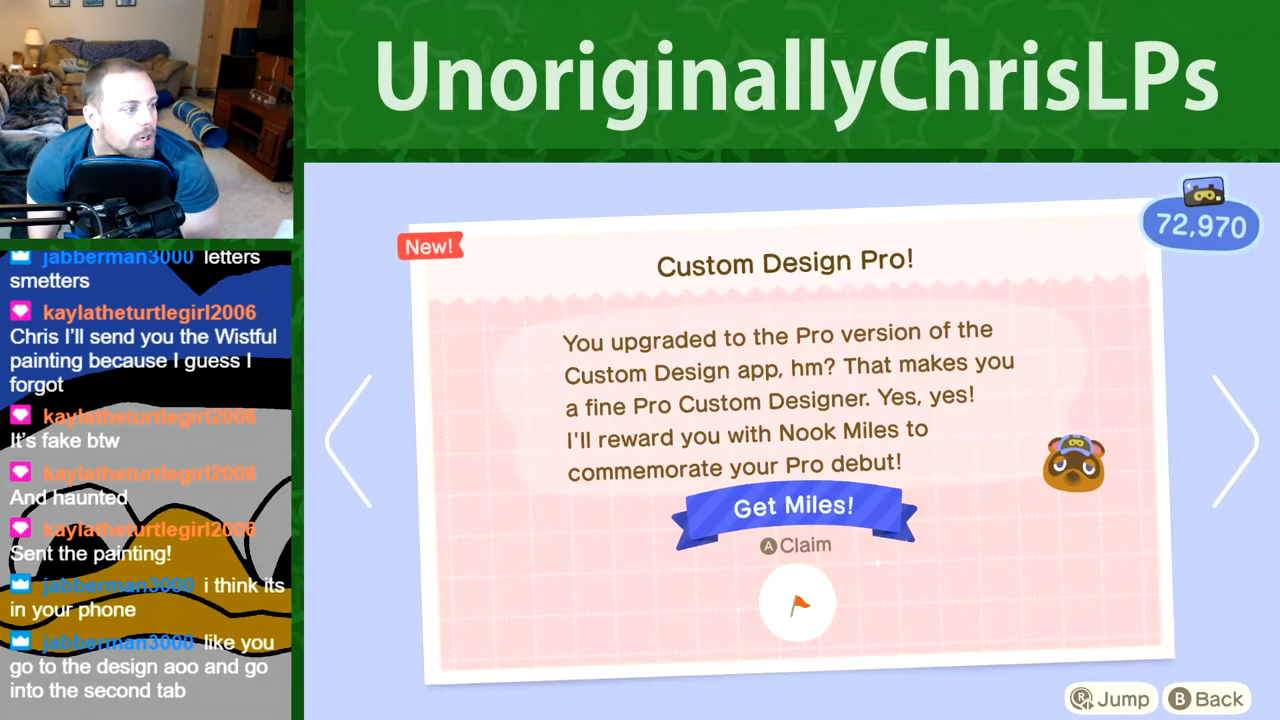 UnoriginallyChrisLPs
72,970
New!
Custom Design Pro!
You upgraded to the Pro version of the
Custom Design app, hm? That makes you
a fine Pro Custom Designer. Yes, yes!
I'll reward you with Nook Miles to
commemorate your Pro debut!
Get Miles!
A Claim
R Jump
B Back
jabberman3000 letters
smetters
kaylatheturtlegirl2006
Chris I'll send you the Wistful
painting because I guess I
forgot
kaylatheturtlegirl2006
It's fake btw
kaylatheturtlegirl2006
And haunted
kaylatheturtlegirl2006
Sent the painting!
jabberman3000 i think its
in your phone
jabberman3000 like you
go to the design aoo and go
into the second tab